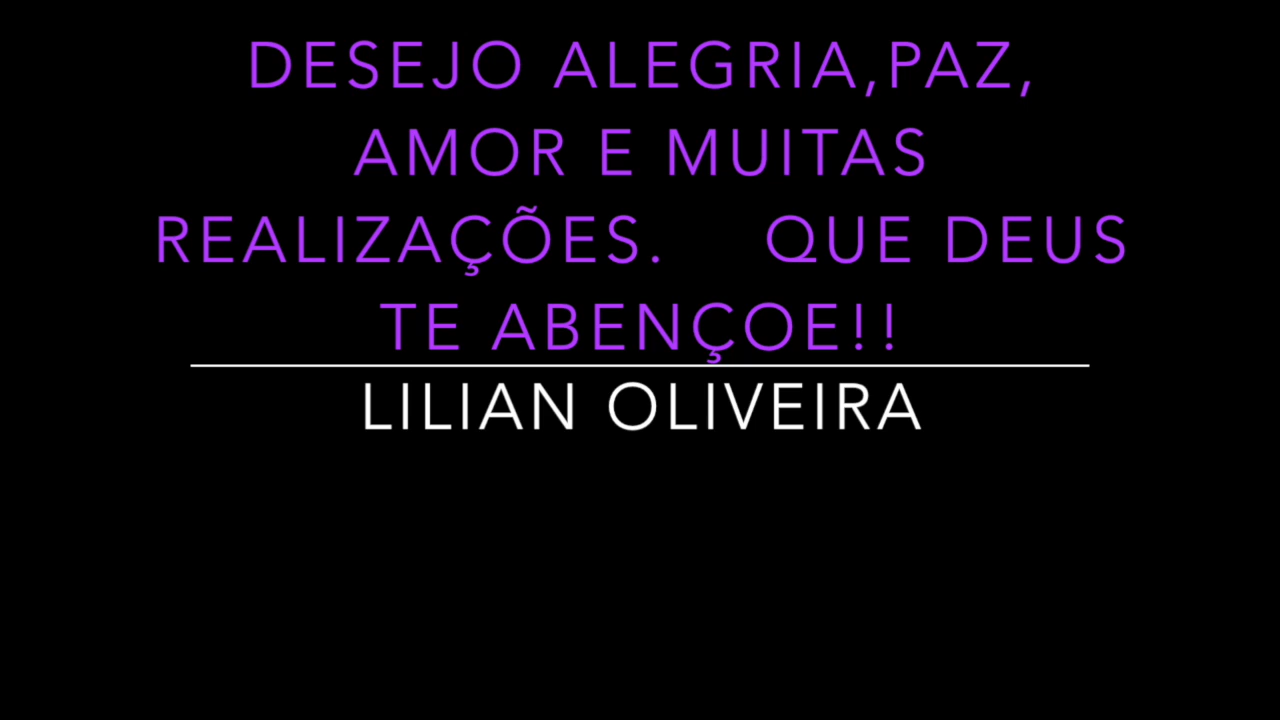 DESEJO ALEGRIA,PAZ,
AMOR E MUITAS
REALIZAÇÕES. QUE DEUS
TE ABENÇOE!!
LILIAN OLIVEIRA